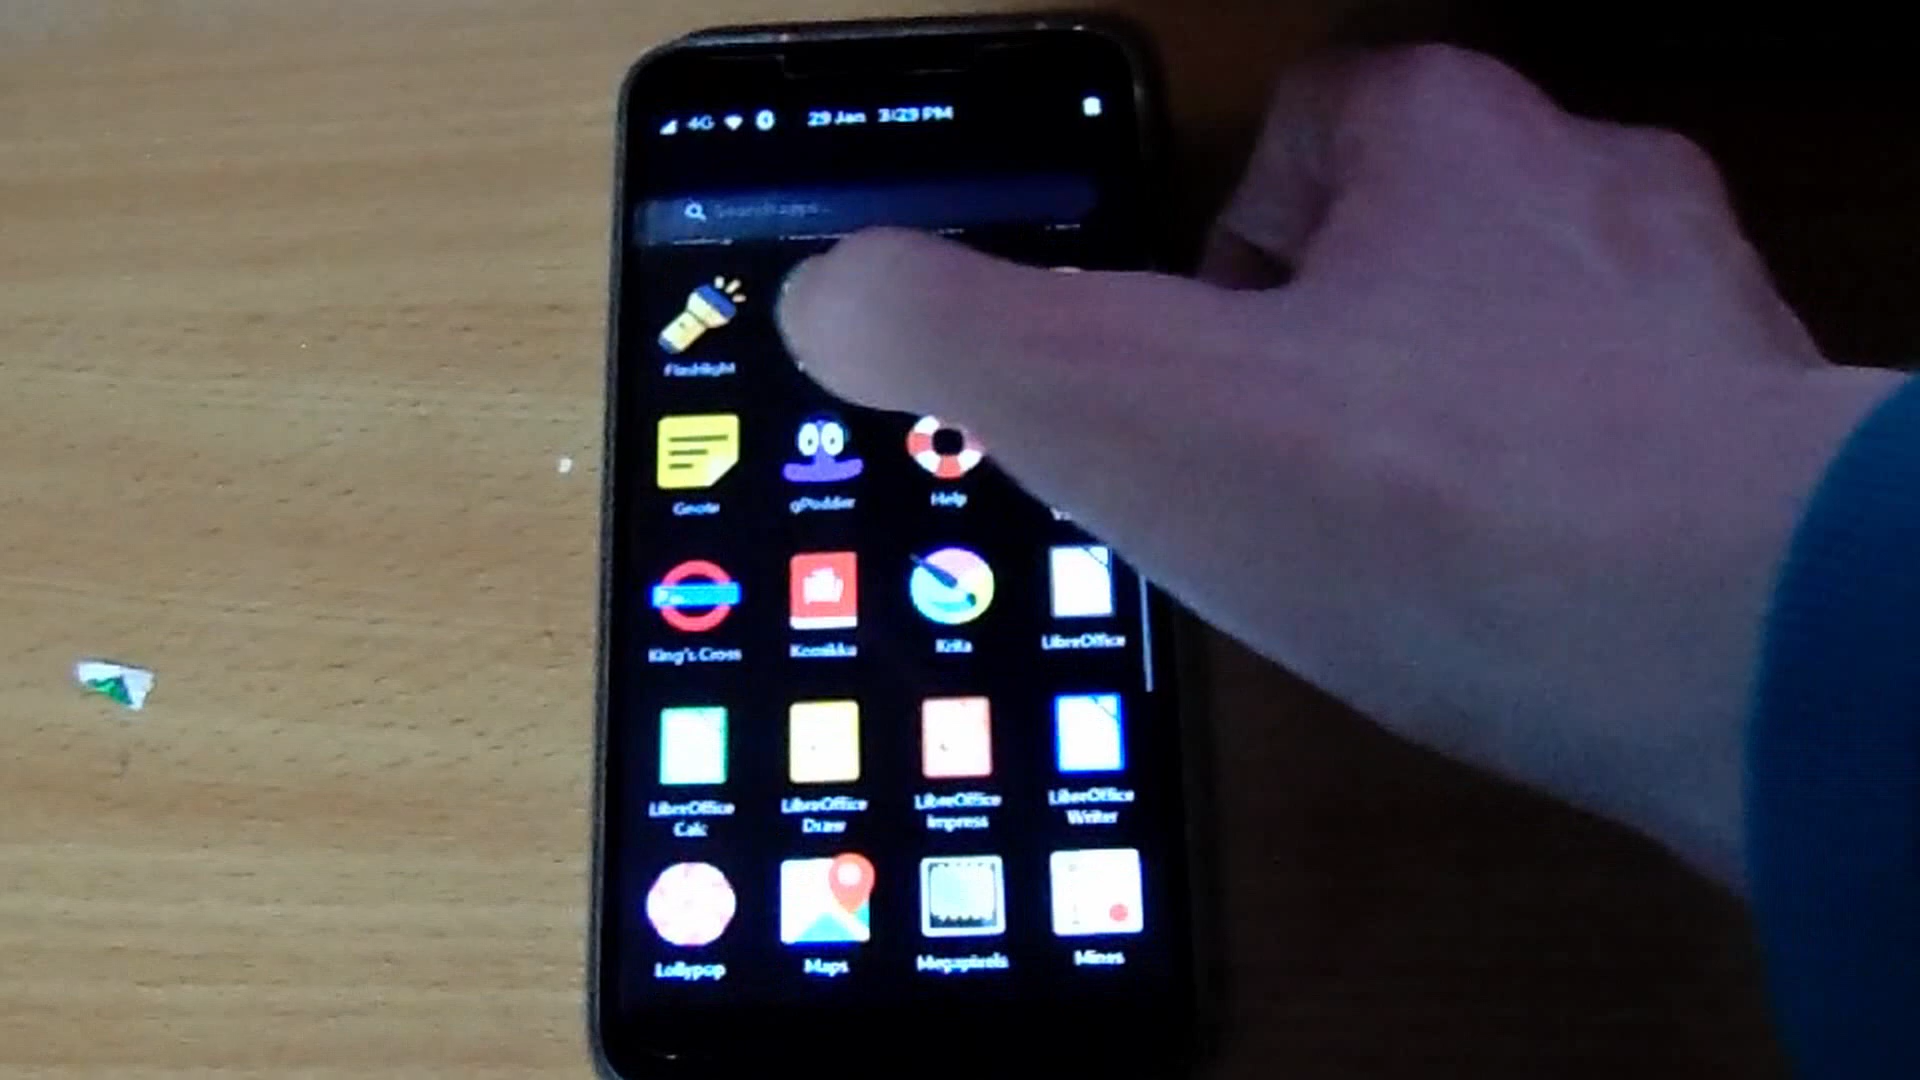 4G 29 Jan 3:29 PM
Search apps...
Flashlight
Gnote gPodder Help
King's Cross Komikku Krita LibreOffice
LibreOffice LibreOffice LibreOffice LibreOffice
Calc Draw Impress Writer
Lollypop Maps Megapixels Mines